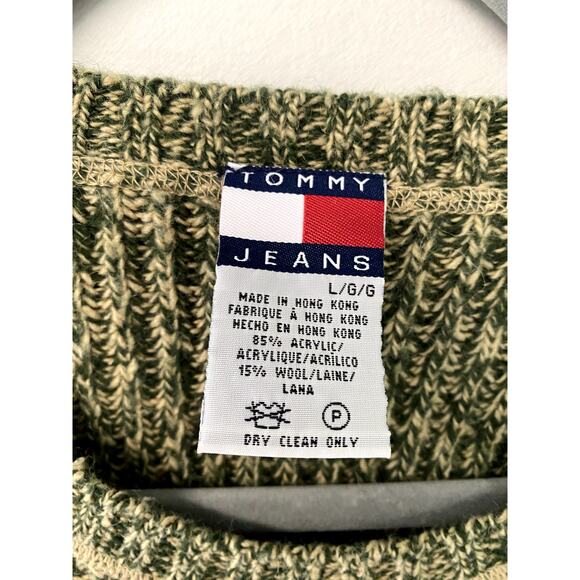 TOMMY
JEANS
L/G/G
MADE IN HONG KONG
FABRIQUE À HONG KONG
HECHO EN HONG KONG
85% ACRYLIC/
ACRYLIQUE/ACRÍLICO
15% WOOL/LAINE/
LANA
P
DRY CLEAN ONLY